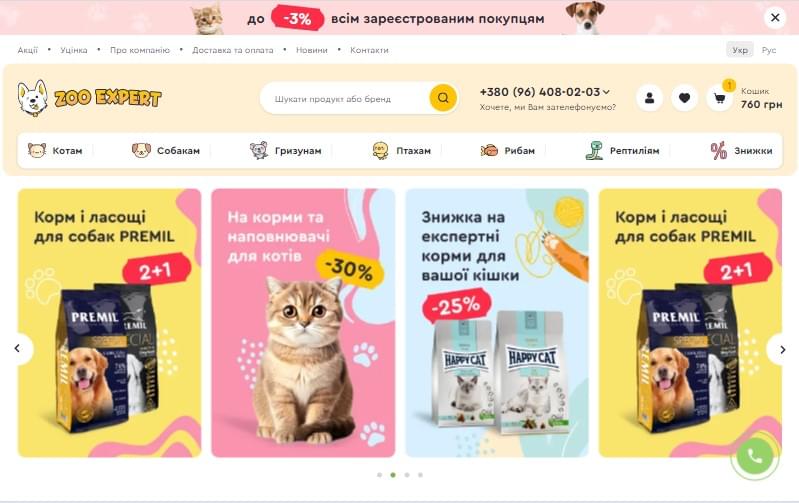 до -3% всім зареєстрованим покупцям
Акції • Уцінка • Про компанію • Доставка та оплата • Новини • Контакти
Укр Рус
ZOO EXPERT
Шукати продукт або бренд
+380 (96) 408-02-03
Хочете, ми Вам зателефонуємо?
1
Кошик
760 грн
Котам
Собакам
Гризунам
Птахам
Рибам
Рептиліям
Знижки
Корм і ласощі
для собак PREMIL
2+1
PREMIL
PREMIL
На корми та
наповнювачі
для котів
-30%
Знижка на
експертні
корми для
вашої кішки
-25%
HAPPY CAT
HAPPY CAT
Корм і ласощі
для собак PREMIL
2+1
PREMIL
PREMIL